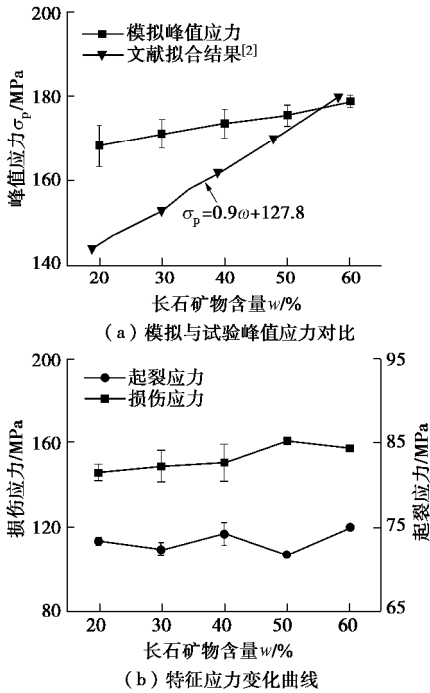 200
模拟峰值应力
文献拟合结果[2]
180
峰值应力σp/MPa
160
σp=0.9ω+127.8
140
20 30 40 50 60
长石矿物含量w/%
(a)模拟与试验峰值应力对比
200 95
起裂应力
损伤应力
160 85
损伤应力/MPa
起裂应力/MPa
120 75
80 65
20 30 40 50 60
长石矿物含量w/%
(b)特征应力变化曲线